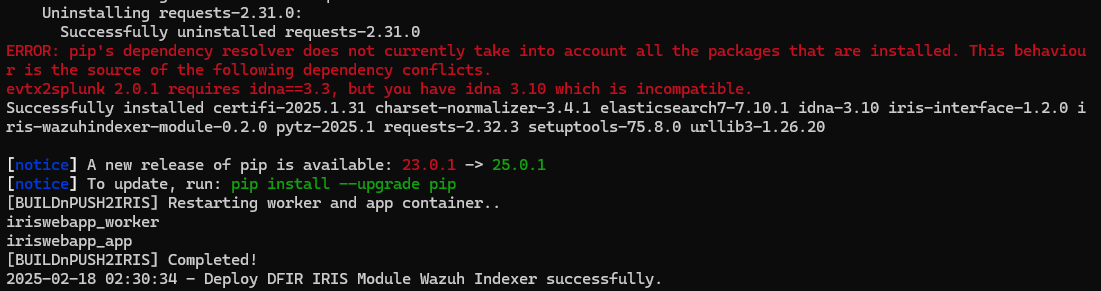 Uninstalling requests-2.31.0:
Successfully uninstalled requests-2.31.0
ERROR: pip's dependency resolver does not currently take into account all the packages that are installed. This behaviou
r is the source of the following dependency conflicts.
evtx2splunk 2.0.1 requires idna==3.3, but you have idna 3.10 which is incompatible.
Successfully installed certifi-2025.1.31 charset-normalizer-3.4.1 elasticsearch7-7.10.1 idna-3.10 iris-interface-1.2.0 i
ris-wazuhindexer-module-0.2.0 pytz-2025.1 requests-2.32.3 setuptools-75.8.0 urllib3-1.26.20
[notice] A new release of pip is available: 23.0.1 -> 25.0.1
[notice] To update, run: pip install --upgrade pip
[BUILDnPUSH2IRIS] Restarting worker and app container..
iriswebapp_worker
iriswebapp_app
[BUILDnPUSH2IRIS] Completed!
2025-02-18 02:30:34 - Deploy DFIR IRIS Module Wazuh Indexer successfully.